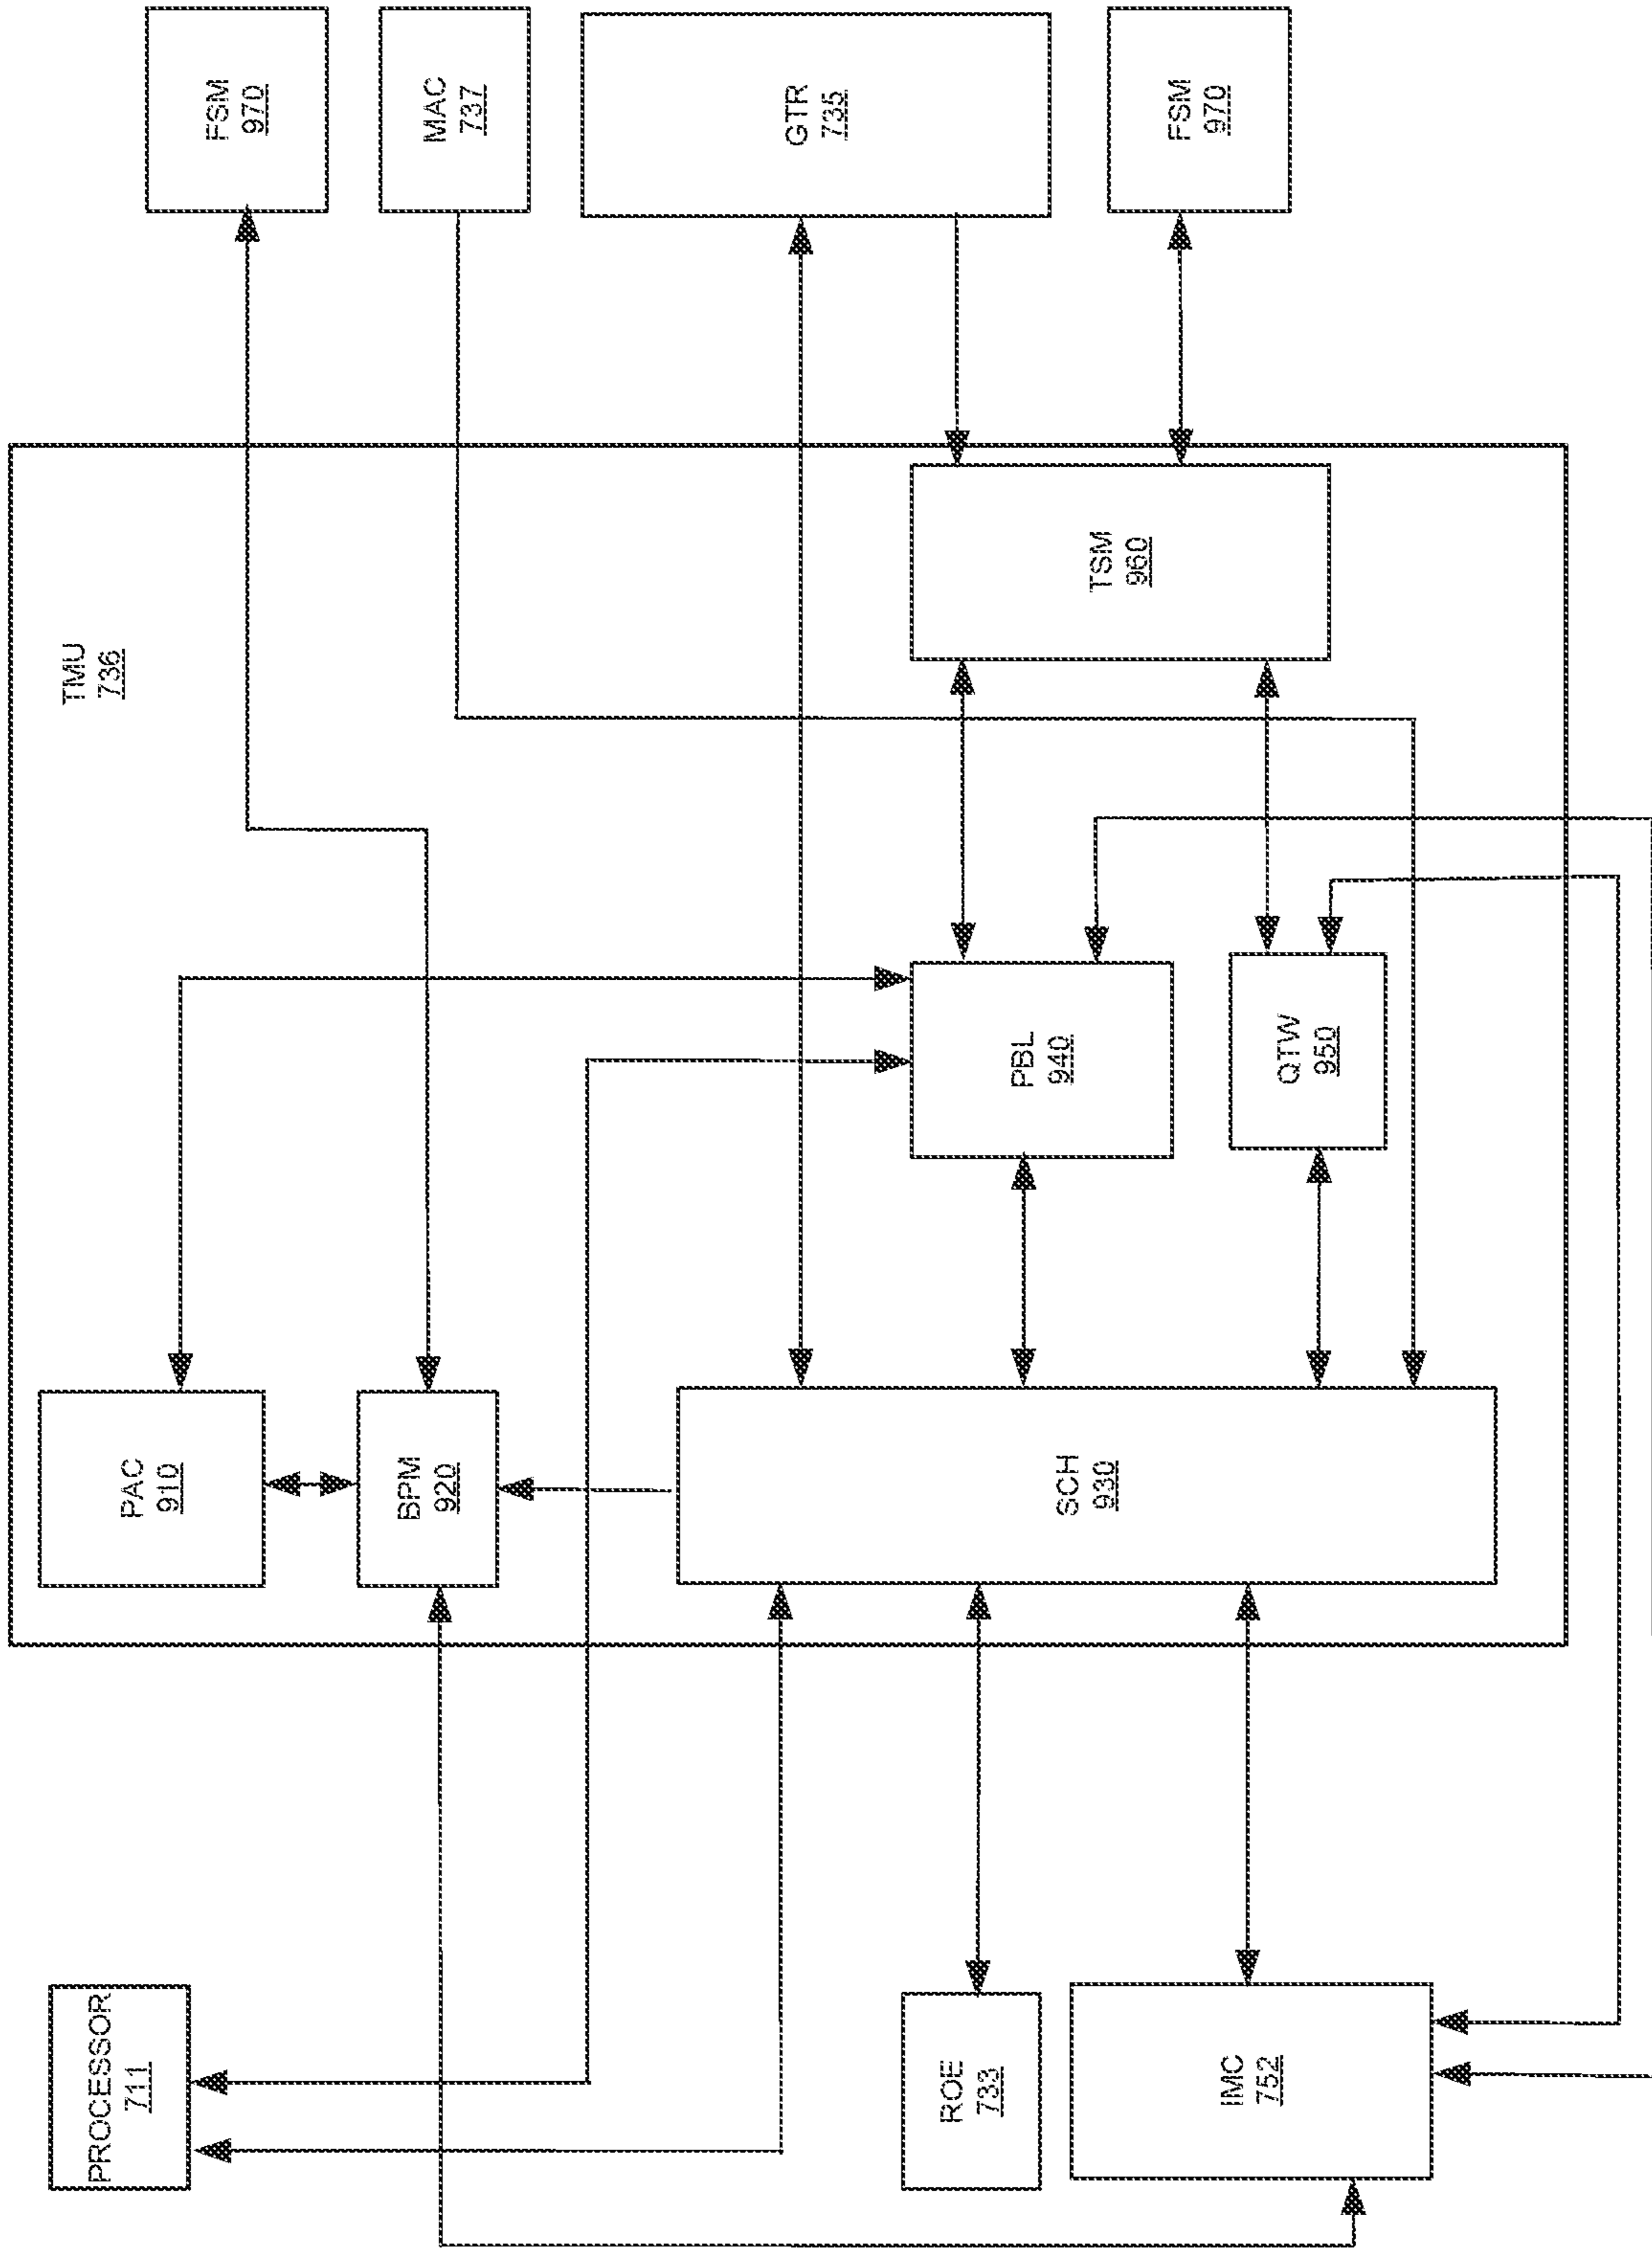 PROCESSOR
711
PAC
910
TMU
736
FSM
970
BPM
920
MAC
737
GTR
735
ROE
733
SCH
930
PBL
940
TSM
960
FSM
970
IMC
752
QTW
950